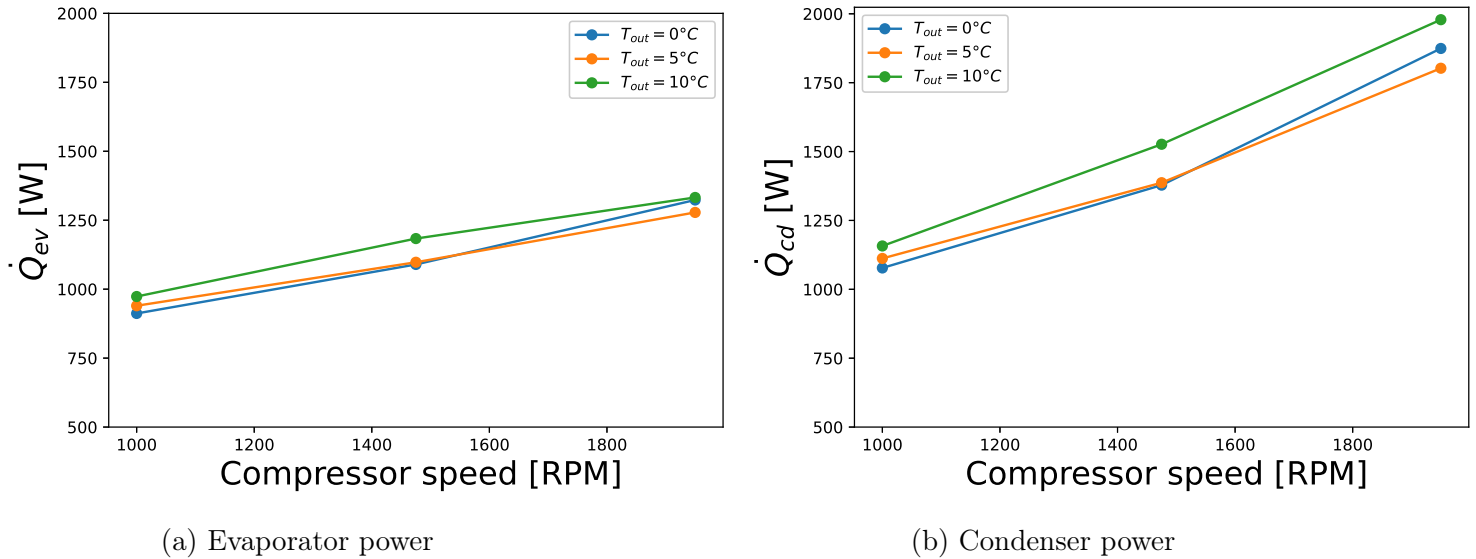 2000
1750
1500
1250
1000
750
500
Q̇ev [W]
T_out = 0°C
T_out = 5°C
T_out = 10°C
1000 1200 1400 1600 1800
Compressor speed [RPM]
(a) Evaporator power
2000
1750
1500
1250
1000
750
500
Q̇cd [W]
T_out = 0°C
T_out = 5°C
T_out = 10°C
1000 1200 1400 1600 1800
Compressor speed [RPM]
(b) Condenser power